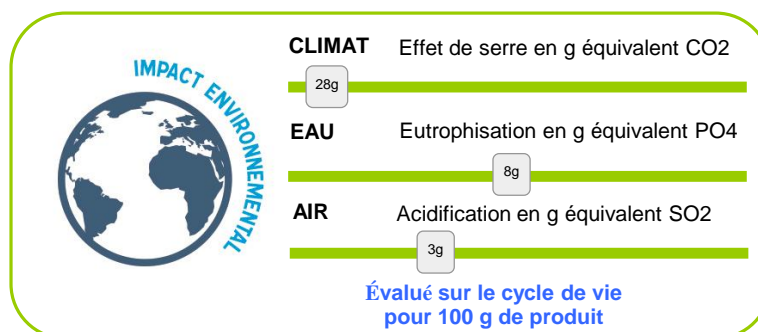 IMPACT ENVIRONNEMENTAL
CLIMAT Effet de serre en g équivalent CO2
28g
EAU Eutrophisation en g équivalent PO4
8g
AIR Acidification en g équivalent SO2
3g
Évalué sur le cycle de vie
pour 100 g de produit